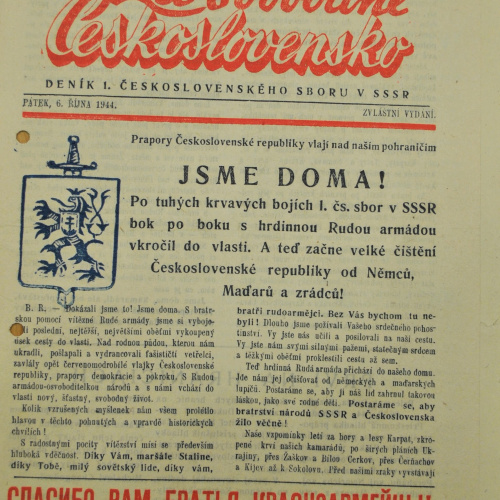 Československo
DENÍK I. ČESKOSLOVENSKÉHO SBORU V SSSR
PÁTEK, 6. ŘÍJNA 1944.
ZVLÁŠTNÍ VYDÁNÍ.
Prapory Československé republiky vlají nad naším pohraničím
JSME DOMA!
Po tuhých krvavých bojích I. čs. sbor v SSSR
bok po boku s hrdinnou Rudou armádou
vkročil do vlasti. A teď začne velké čištění
Československé republiky od Němců,
Maďarů a zrádců!
B. R. — Dokázali jsme to! Jsme doma. S bratr-
skou pomocí vítězné Rudé armády jsme si vyboje-
li poslední, nejtěžší, největšími obětmi vykoupený
úsek cesty do vlasti. Nad rodnou půdou, kterou nám
ukradli, pošlapali a vydrancovali fašističtí vetřelci,
zavlály opět červenomodrobílé vlajky Československé
republiky, prapory demokracie a pokroku. S Rudou
armádou-osvoboditelkou národů a s námi vchází do
vlasti nový, šťastný, svobodný život.
Kolik vzrušených myšlenek nám všem prolétlo
hlavou v těchto pohnutých a vpravdě historických
chvílích!
S radostnými pocity vítězství mísí se především
hluboká vděčnost. Díky Vám, maršále Staline,
díky Tobě, milý sovětský lide, díky vám,
bratři rudoarmějci. Bez Vás bychom tu ne-
byli! Dlouho jsme požívali Vašeho srdečného pohos-
tinství. Vy jste nás učili a posilovali na naší cestu.
Vy jste nám svými silnými pažemi, statečným srdcem
a těžkými oběťmi proklestili cestu až sem.
Teď hrdinná Rudá armáda přichází do našeho domu.
Jde nám jej očišťovat od německých a maďarských
lupičů. Postaráme se, aby ji náš lid zahrnul takovou
láskou, jako své rodné děti. Postaráme se, aby
bratrství národů SSSR a Československa
žilo věčně!
Naše vzpomínky letí za hory a lesy Karpat, zkro-
pené krví našich kamarádů, po širých pláních Uk-
rajiny, přes Žaškov a Bílou Cerkev, přes Čerňachov
a Kijev až k Sokolovu. Před našimi zraky vyvstávají
СПАСИБО ВАМ БРАТЬЯ КРАСНОАРМЕЙЦЫ